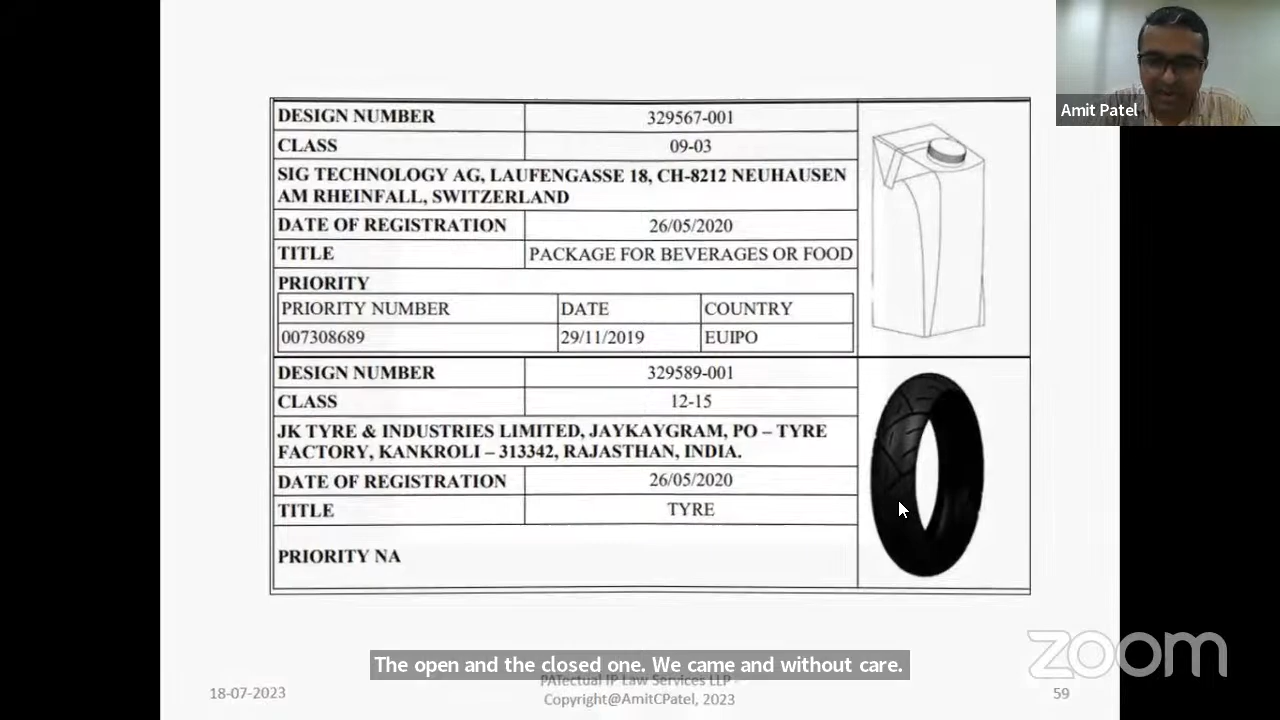 Amit Patel
DESIGN NUMBER 329567-001
CLASS 09-03
SIG TECHNOLOGY AG, LAUFENGASSE 18, CH-8212 NEUHAUSEN
AM RHEINFALL, SWITZERLAND
DATE OF REGISTRATION 26/05/2020
TITLE PACKAGE FOR BEVERAGES OR FOOD
PRIORITY
PRIORITY NUMBER DATE COUNTRY
007308689 29/11/2019 EUIPO
DESIGN NUMBER 329589-001
CLASS 12-15
JK TYRE & INDUSTRIES LIMITED, JAYKAYGRAM, PO – TYRE
FACTORY, KANKROLI – 313342, RAJASTHAN, INDIA.
DATE OF REGISTRATION 26/05/2020
TITLE TYRE
PRIORITY NA
zoom
The open and the closed one. We came and without care.
PATectual IP Law Services LLP
18-07-2023 Copyright@AmitCPatel, 2023 59